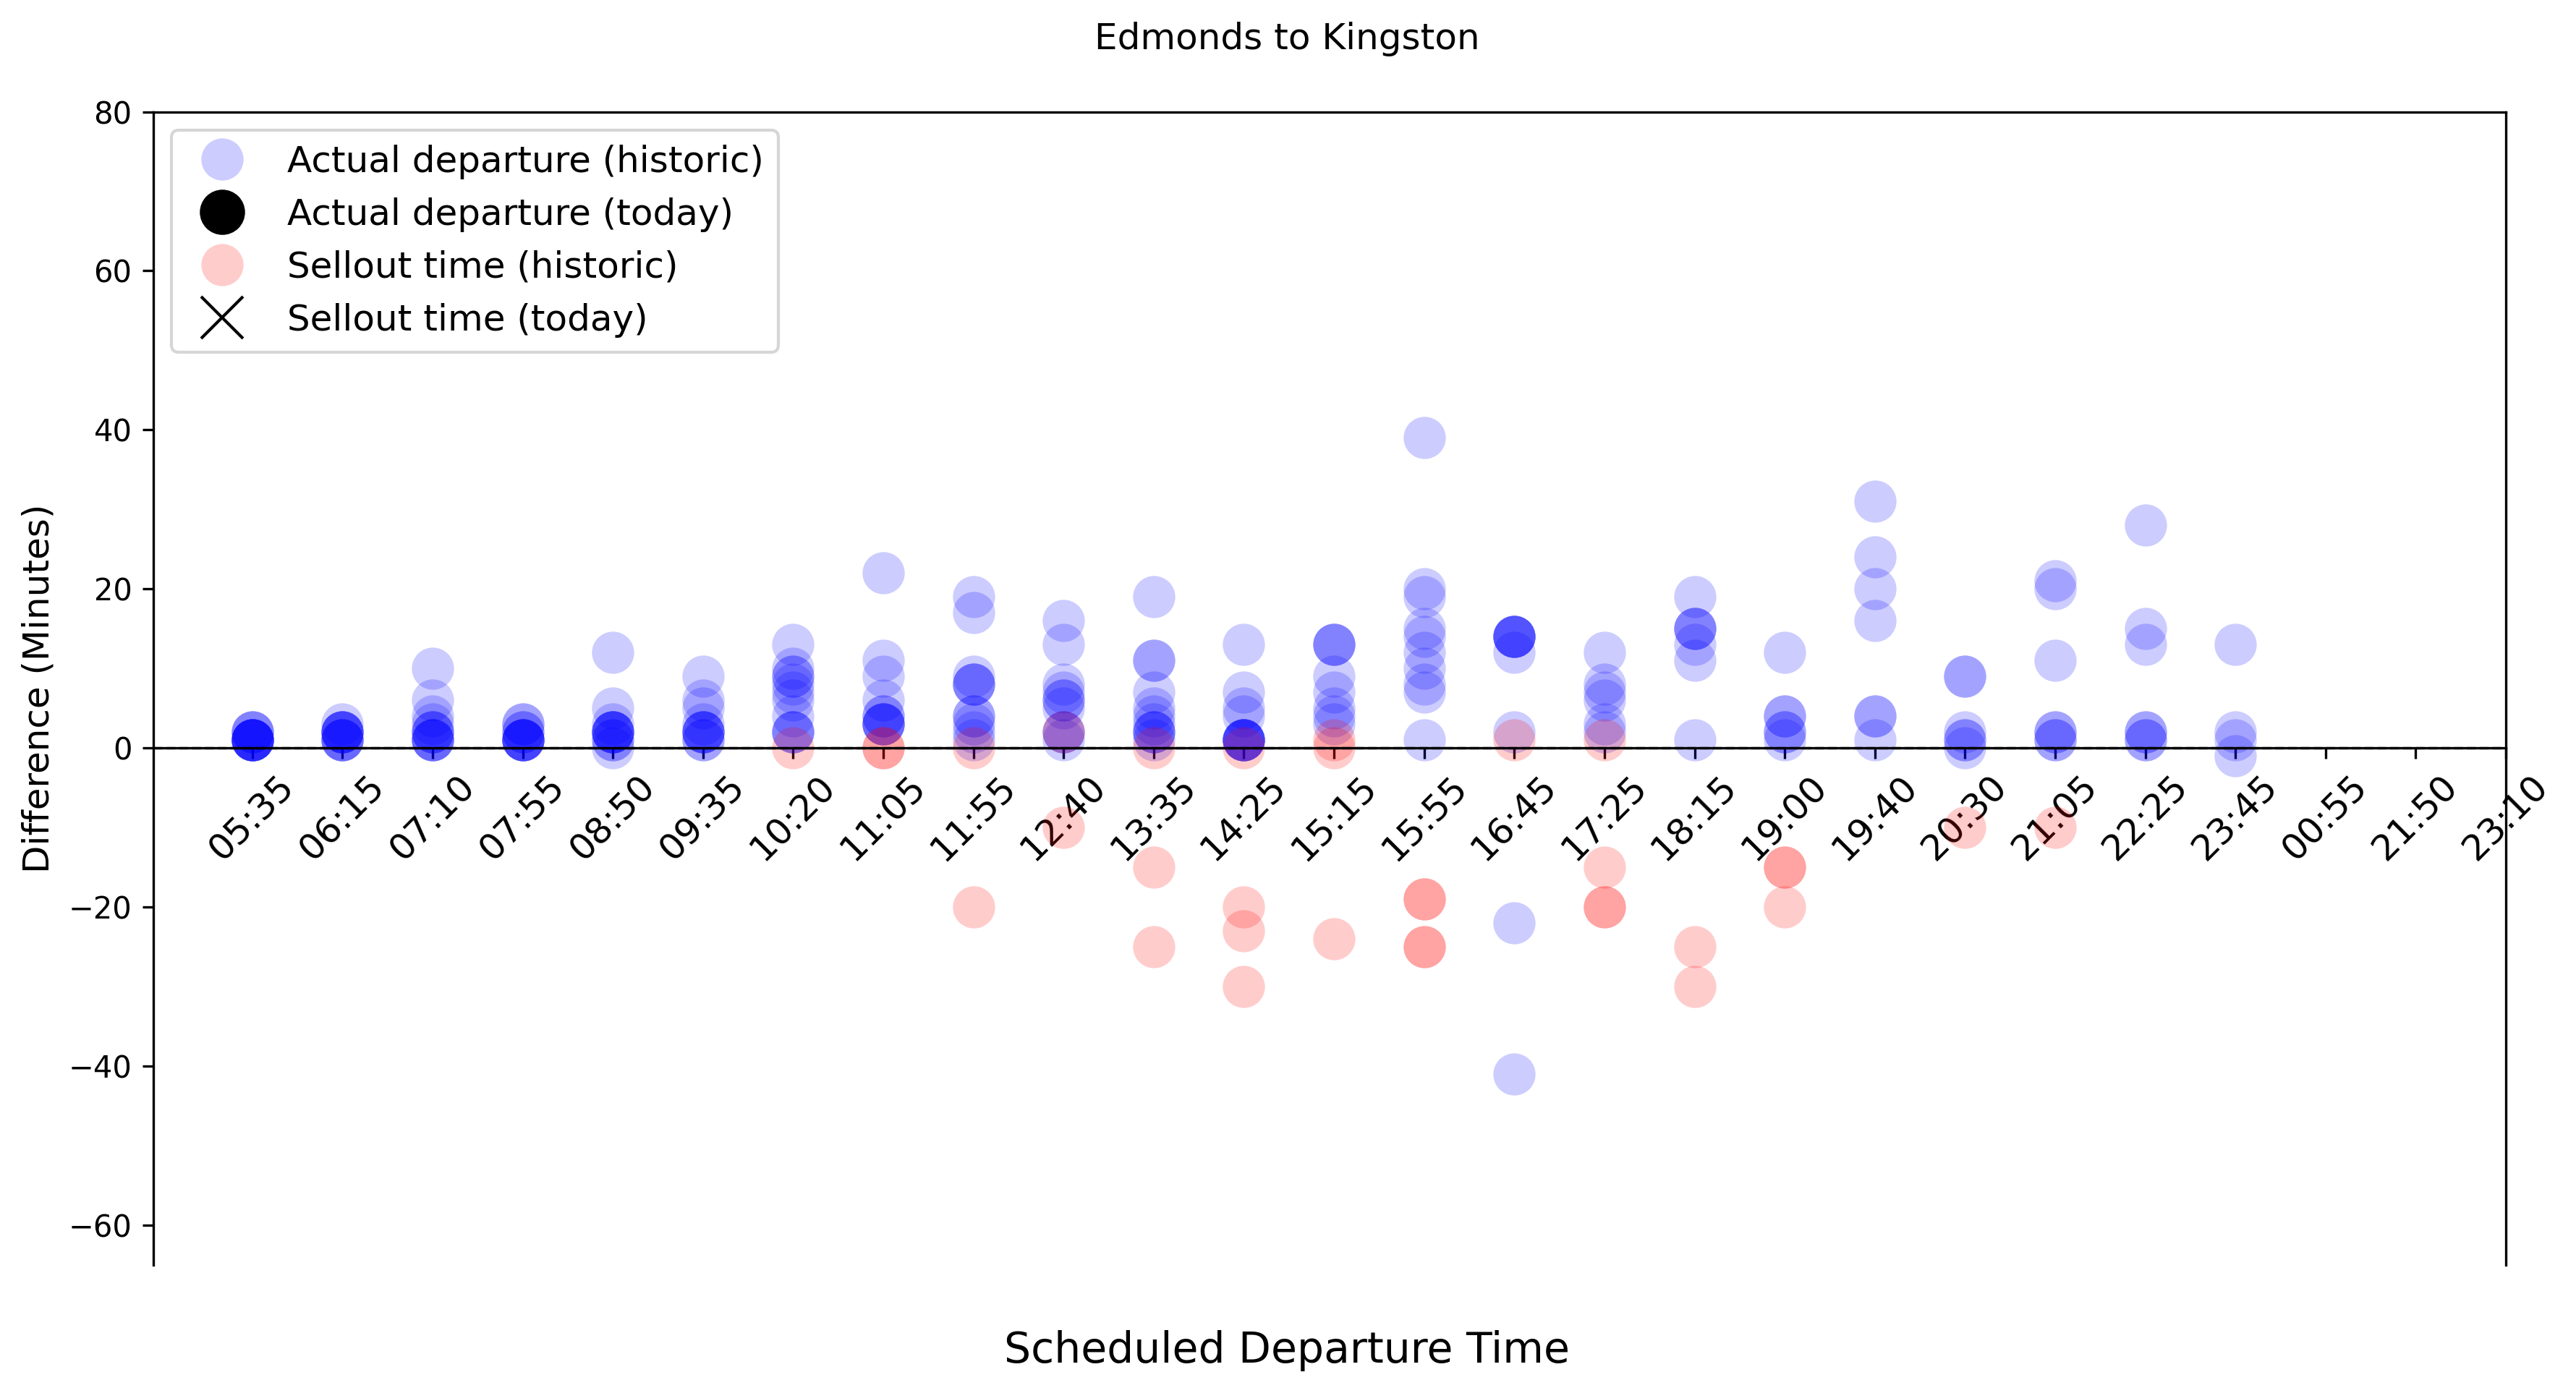 Edmonds to Kingston
80
60
40
20
0
−20
−40
−60
Difference (Minutes)
Actual departure (historic)
Actual departure (today)
Sellout time (historic)
Sellout time (today)
05:35 06:15 07:10 07:55 08:50 09:35 10:20 11:05 11:55 12:40 13:35 14:25 15:15 15:55 16:45 17:25 18:15 19:00 19:40 20:30 21:05 22:25 23:45 00:55 21:50 23:10
Scheduled Departure Time